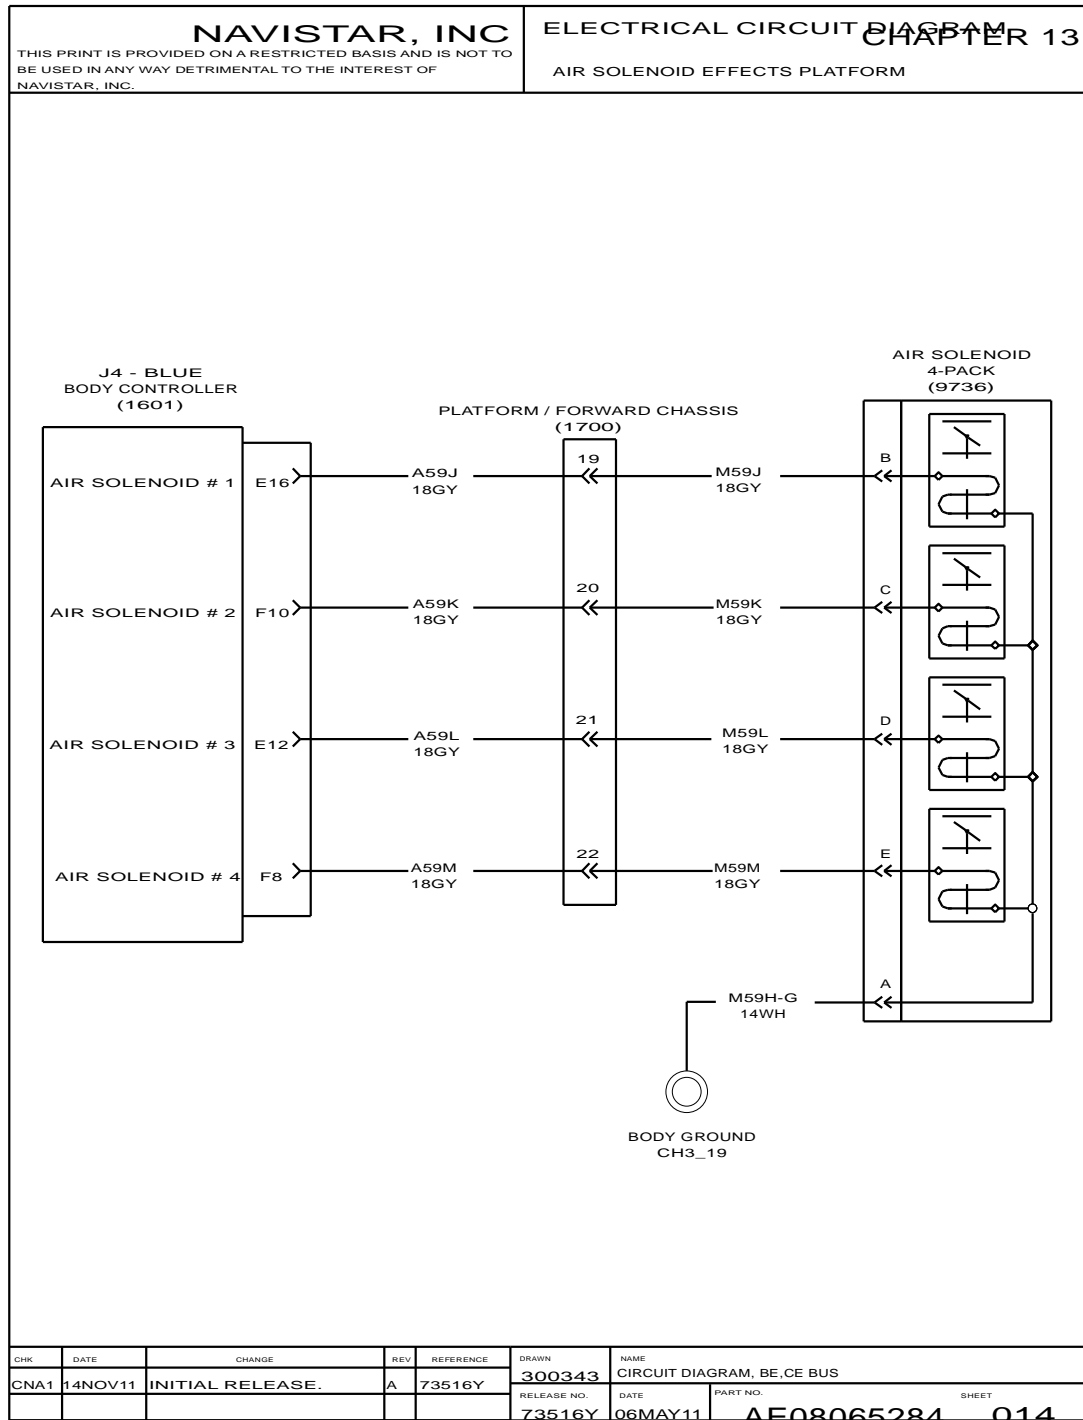 NAVISTAR, INC
THIS PRINT IS PROVIDED ON A RESTRICTED BASIS AND IS NOT TO
BE USED IN ANY WAY DETRIMENTAL TO THE INTEREST OF
NAVISTAR, INC.
ELECTRICAL CIRCUIT DIAGRAM
CHAPTER 13
AIR SOLENOID EFFECTS PLATFORM
J4 - BLUE
BODY CONTROLLER
(1601)
PLATFORM / FORWARD CHASSIS
(1700)
AIR SOLENOID
4-PACK
(9736)
AIR SOLENOID # 1
E16
A59J
18GY
19
M59J
18GY
B
AIR SOLENOID # 2
F10
A59K
18GY
20
M59K
18GY
C
AIR SOLENOID # 3
E12
A59L
18GY
21
M59L
18GY
D
AIR SOLENOID # 4
F8
A59M
18GY
22
M59M
18GY
E
A
M59H-G
14WH
BODY GROUND
CH3_19
CHK DATE CHANGE REV REFERENCE
CNA1 14NOV11 INITIAL RELEASE. A 73516Y
DRAWN
300343
NAME
CIRCUIT DIAGRAM, BE,CE BUS
RELEASE NO.
73516Y
DATE
06MAY11
PART NO.
AE08065284
SHEET
014